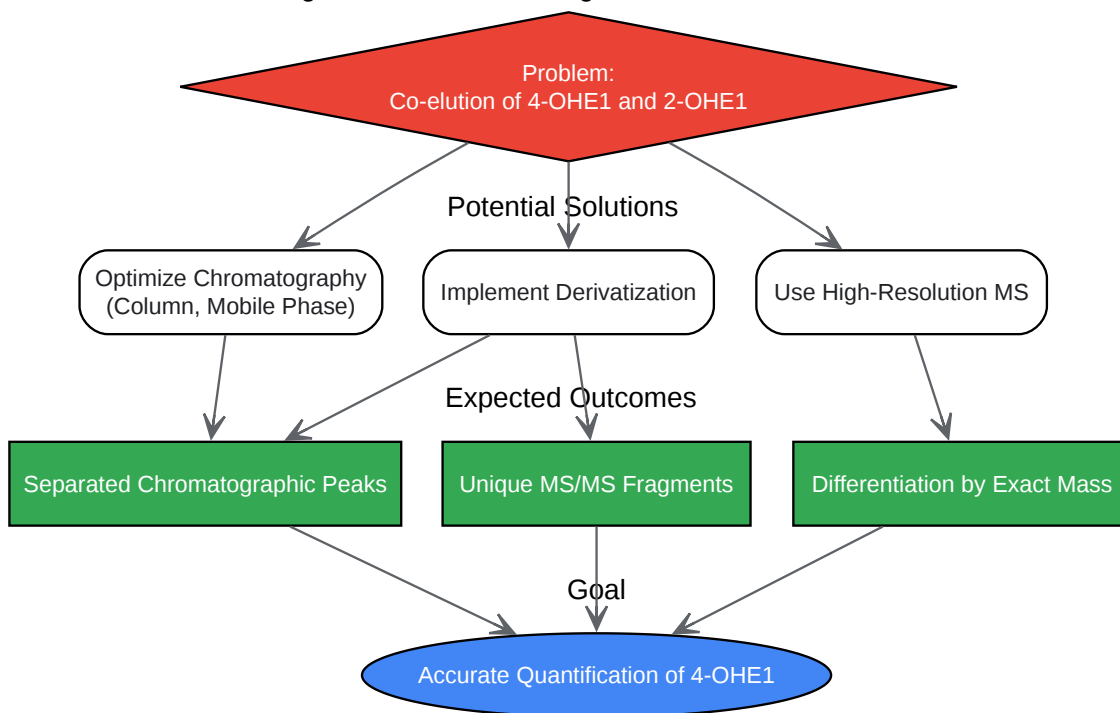 Problem:
Co-elution of 4-OHE1 and 2-OHE1
Potential Solutions
Optimize Chromatography
(Column, Mobile Phase)
Implement Derivatization
Use High-Resolution MS
Expected Outcomes
Separated Chromatographic Peaks
Unique MS/MS Fragments
Differentiation by Exact Mass
Goal
Accurate Quantification of 4-OHE1